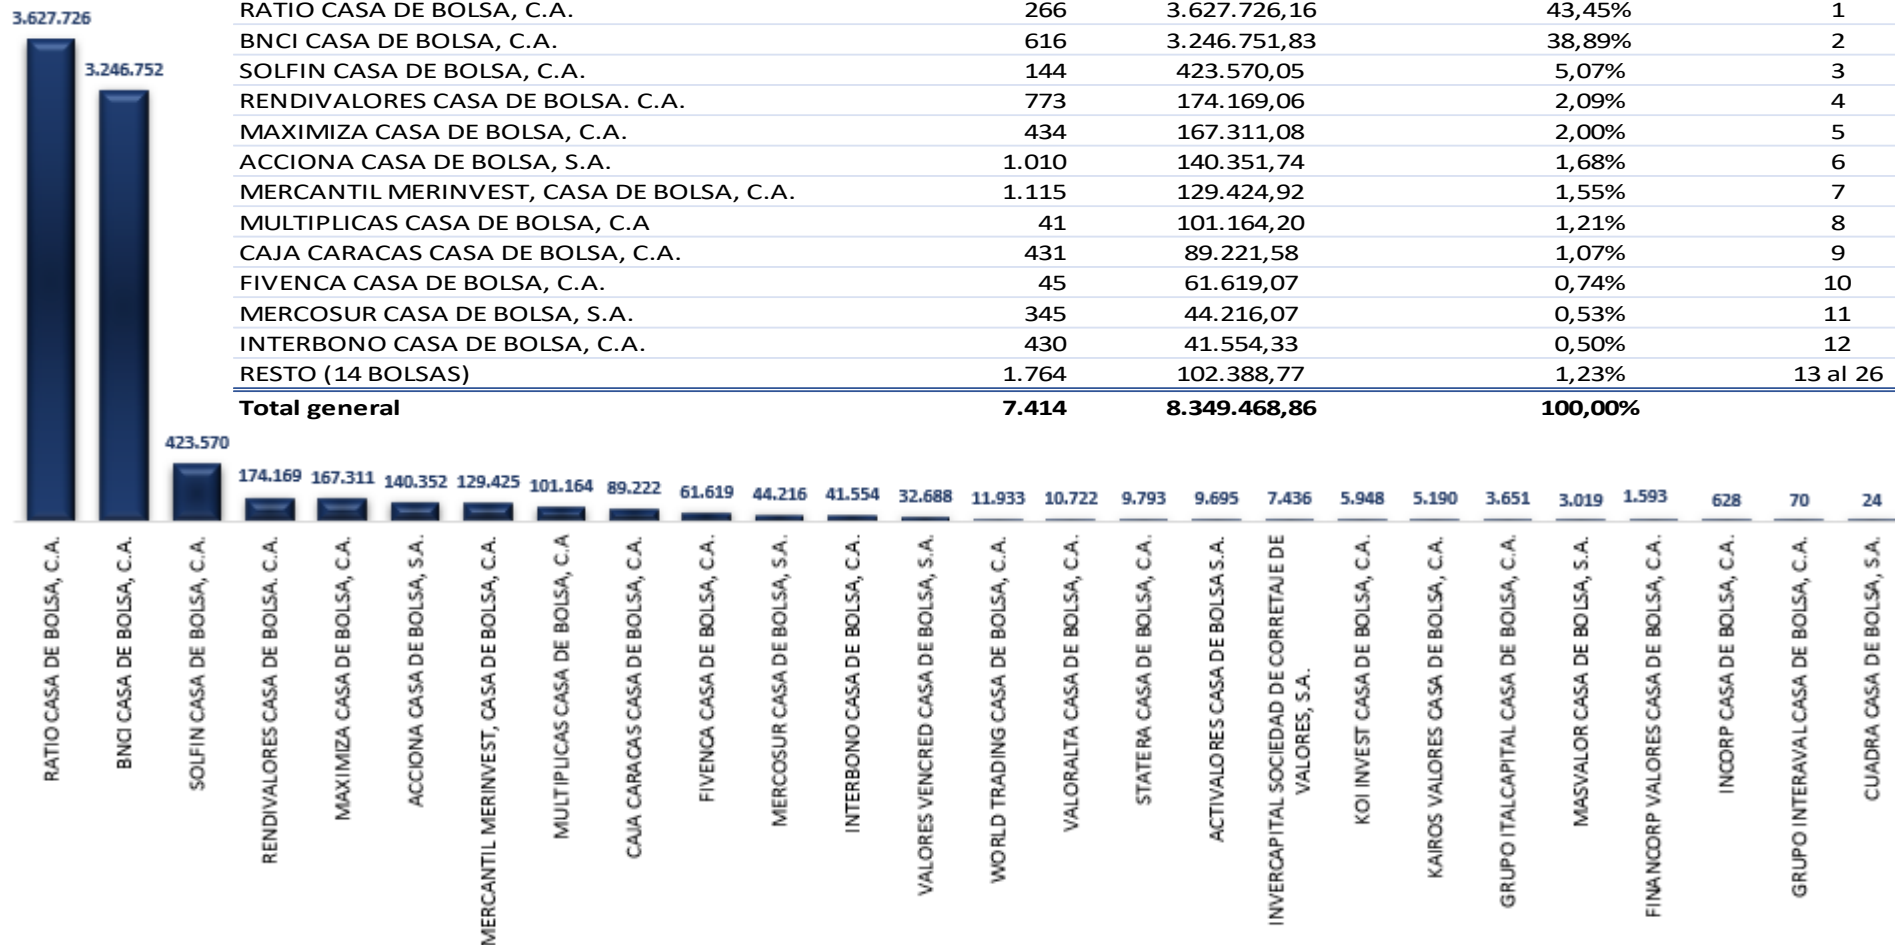 RATIO CASA DE BOLSA, C.A. 266 3.627.726,16 43,45% 1
BNCI CASA DE BOLSA, C.A. 616 3.246.751,83 38,89% 2
SOLFIN CASA DE BOLSA, C.A. 144 423.570,05 5,07% 3
RENDIVALORES CASA DE BOLSA. C.A. 773 174.169,06 2,09% 4
MAXIMIZA CASA DE BOLSA, C.A. 434 167.311,08 2,00% 5
ACCIONA CASA DE BOLSA, S.A. 1.010 140.351,74 1,68% 6
MERCANTIL MERINVEST, CASA DE BOLSA, C.A. 1.115 129.424,92 1,55% 7
MULTIPLICAS CASA DE BOLSA, C.A 41 101.164,20 1,21% 8
CAJA CARACAS CASA DE BOLSA, C.A. 431 89.221,58 1,07% 9
FIVENCA CASA DE BOLSA, C.A. 45 61.619,07 0,74% 10
MERCOSUR CASA DE BOLSA, S.A. 345 44.216,07 0,53% 11
INTERBONO CASA DE BOLSA, C.A. 430 41.554,33 0,50% 12
RESTO (14 BOLSAS) 1.764 102.388,77 1,23% 13 al 26
Total general 7.414 8.349.468,86 100,00%
3.627.726
3.246.752
423.570
174.169
167.311
140.352
129.425
101.164
89.222
61.619
44.216
41.554
32.688
11.933
10.722
9.793
9.695
7.436
5.948
5.190
3.651
3.019
1.593
628
70
24
RATIO CASA DE BOLSA, C.A.
BNCI CASA DE BOLSA, C.A.
SOLFIN CASA DE BOLSA, C.A.
RENDIVALORES CASA DE BOLSA. C.A.
MAXIMIZA CASA DE BOLSA, C.A.
ACCIONA CASA DE BOLSA, S.A.
MERCANTIL MERINVEST, CASA DE BOLSA, C.A.
MULTIPLICAS CASA DE BOLSA, C.A
CAJA CARACAS CASA DE BOLSA, C.A.
FIVENCA CASA DE BOLSA, C.A.
MERCOSUR CASA DE BOLSA, S.A.
INTERBONO CASA DE BOLSA, C.A.
VALORES VENCRED CASA DE BOLSA, S.A.
WORLD TRADING CASA DE BOLSA, C.A.
VALORALTA CASA DE BOLSA, C.A.
STATERA CASA DE BOLSA, C.A.
ACTIVALORES CASA DE BOLSA S.A.
INVERCAPITAL SOCIEDAD DE CORRETAJE DE
VALORES, S.A.
KOI INVEST CASA DE BOLSA, C.A.
KAIROS VALORES CASA DE BOLSA, C.A.
GRUPO ITALCAPITAL CASA DE BOLSA, C.A.
MASVALOR CASA DE BOLSA, S.A.
FINANCORP VALORES CASA DE BOLSA, C.A.
INCORP CASA DE BOLSA, C.A.
GRUPO INTERAVAL CASA DE BOLSA, C.A.
CUADRA CASA DE BOLSA, S.A.